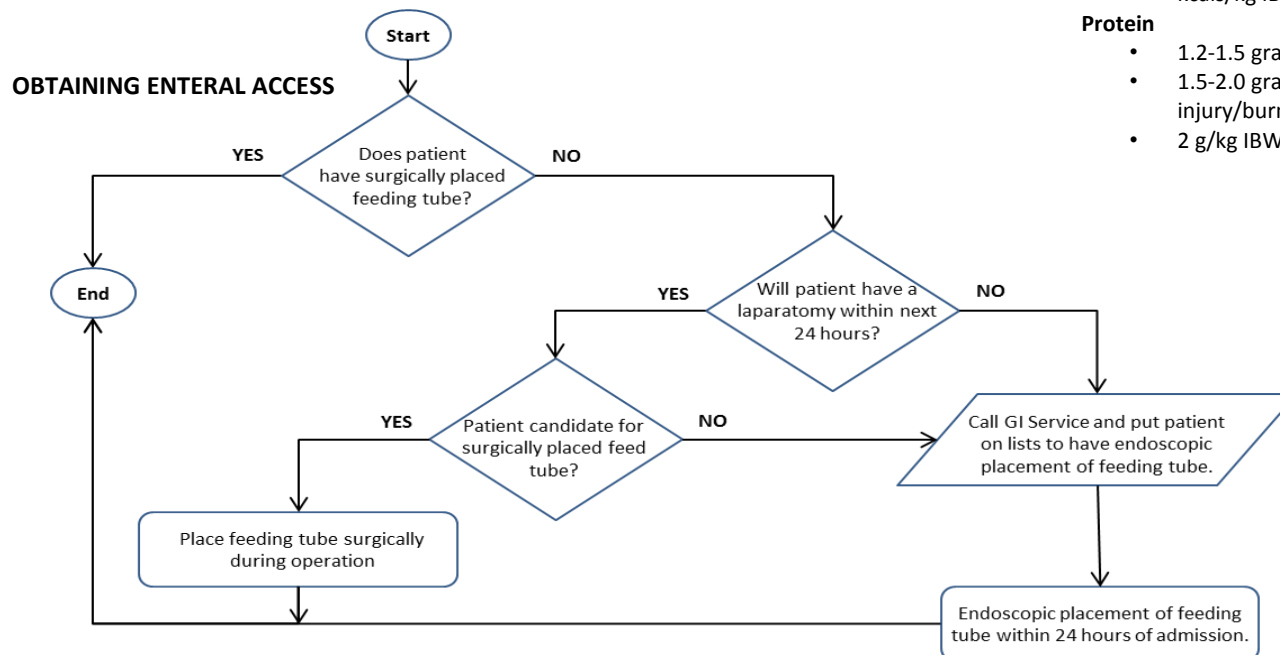 Protein
• 1.2-1.5 gra
• 1.5-2.0 gra
injury/burn
• 2 g/kg IBW
OBTAINING ENTERAL ACCESS
Start
Does patient
have surgically placed
feeding tube?
YES
NO
End
Will patient have a
laparatomy within next
24 hours?
YES
NO
Patient candidate for
surgically placed feed
tube?
YES
NO
Call GI Service and put patient
on lists to have endoscopic
placement of feeding tube.
Place feeding tube surgically
during operation
Endoscopic placement of feeding
tube within 24 hours of admission.